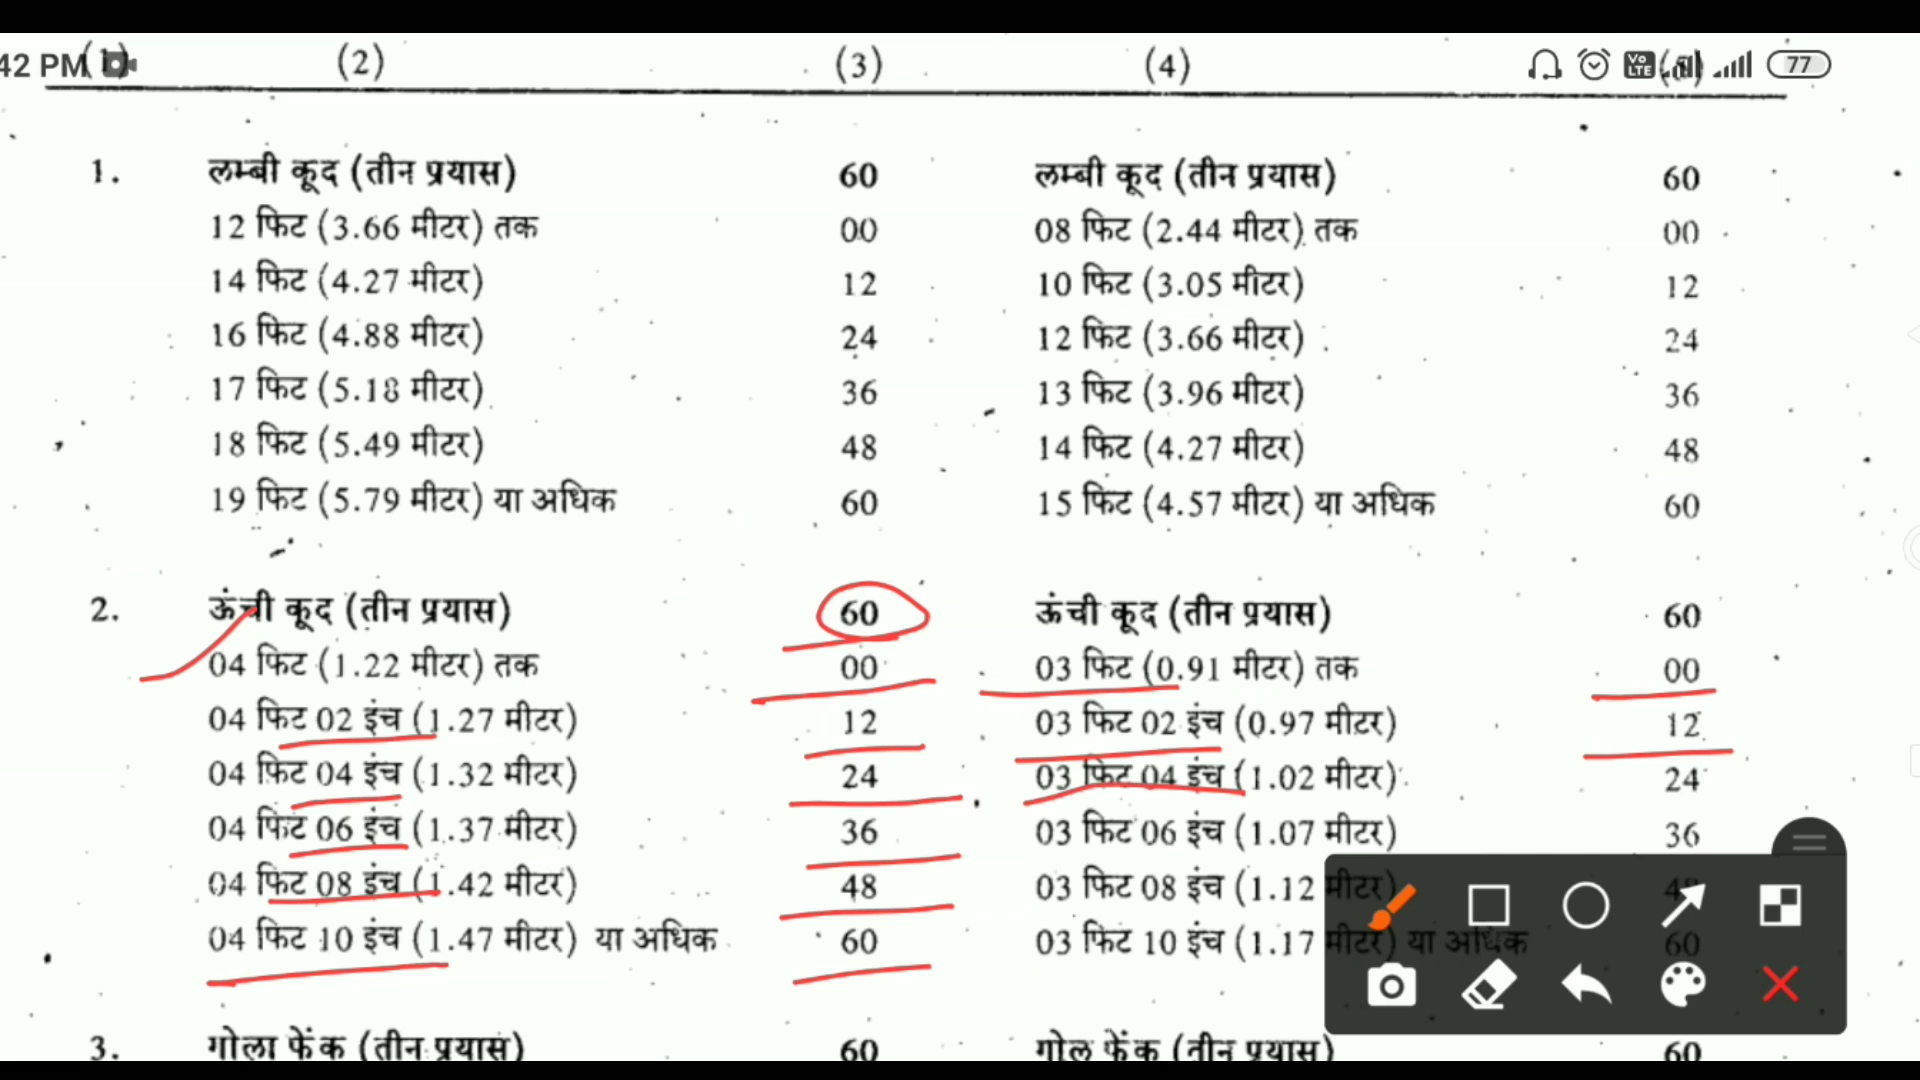 42 PM (1) (2) (3) (4) Vo LTE 77
1. लम्बी कूद (तीन प्रयास) 60 लम्बी कूद (तीन प्रयास) 60
12 फिट (3.66 मीटर) तक 00 08 फिट (2.44 मीटर) तक 00
14 फिट (4.27 मीटर) 12 10 फिट (3.05 मीटर) 12
16 फिट (4.88 मीटर) 24 12 फिट (3.66 मीटर) 24
17 फिट (5.18 मीटर) 36 13 फिट (3.96 मीटर) 36
18 फिट (5.49 मीटर) 48 14 फिट (4.27 मीटर) 48
19 फिट (5.79 मीटर) या अधिक 60 15 फिट (4.57 मीटर) या अधिक 60
2. ऊंची कूद (तीन प्रयास) 60 ऊंची कूद (तीन प्रयास) 60
04 फिट (1.22 मीटर) तक 00 03 फिट (0.91 मीटर) तक 00
04 फिट 02 इंच (1.27 मीटर) 12 03 फिट 02 इंच (0.97 मीटर) 12
04 फिट 04 इंच (1.32 मीटर) 24 03 फिट 04 इंच (1.02 मीटर) 24
04 फिट 06 इंच (1.37 मीटर) 36 03 फिट 06 इंच (1.07 मीटर) 36
04 फिट 08 इंच (1.42 मीटर) 48 03 फिट 08 इंच (1.12 मीटर) 48
04 फिट 10 इंच (1.47 मीटर) या अधिक 60 03 फिट 10 इंच (1.17 मीटर) या अधिक 60
3. गोला फेंक (तीन प्रयास) 60 गोल फेंक (तीन प्रयास) 60